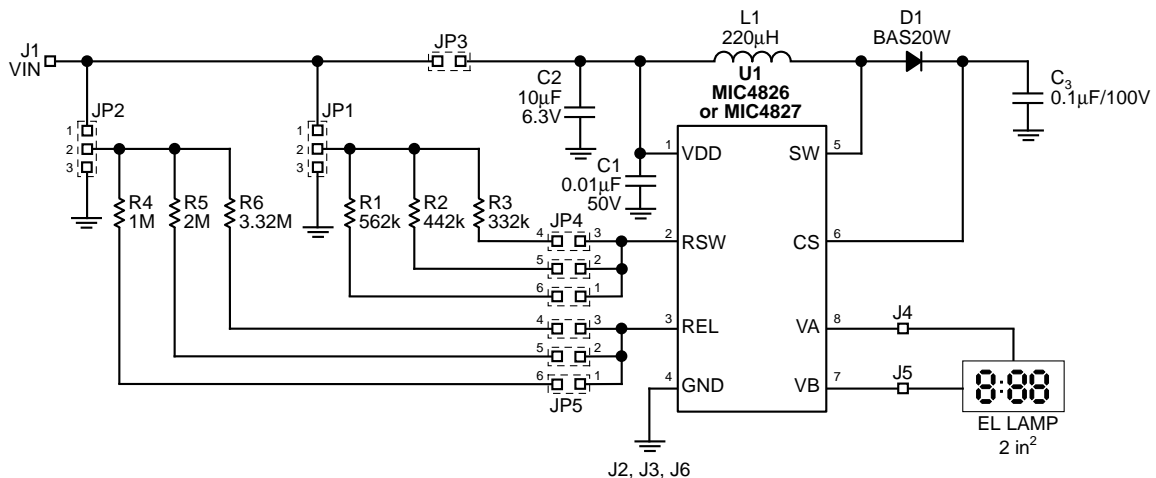 J1
VIN
JP3
L1
220µH
D1
BAS20W
C2
10µF
6.3V
U1
MIC4826
or MIC4827
C3
0.1µF/100V
JP2
1
2
3
JP1
1
2
3
1
VDD
SW
5
C1
0.01µF
50V
R4
1M
R5
2M
R6
3.32M
R1
562k
R2
442k
R3
332k
JP4
4
3
5
2
6
1
2
RSW
CS
6
4
3
5
2
6
1
JP5
3
REL
VA
8
J4
4
GND
VB
7
J5
8:88
EL LAMP
2 in²
J2, J3, J6